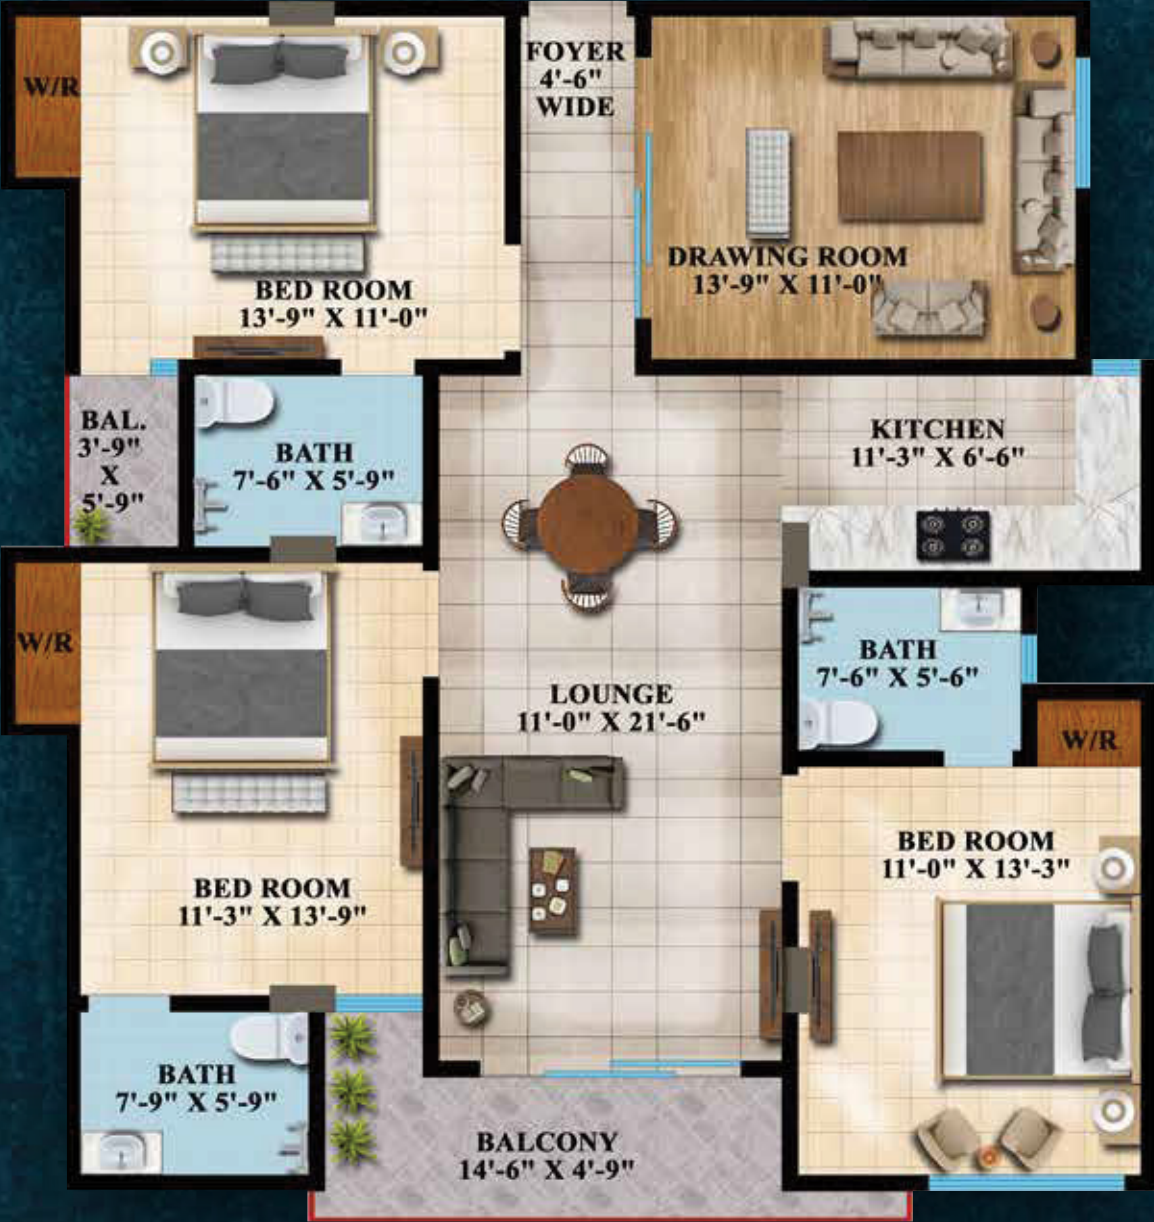 FOYER
4'-6"
WIDE
W/R
DRAWING ROOM
13'-9" X 11'-0"
BED ROOM
13'-9" X 11'-0"
BAL.
3'-9"
X
5'-9"
BATH
7'-6" X 5'-9"
KITCHEN
11'-3" X 6'-6"
W/R
BATH
7'-6" X 5'-6"
LOUNGE
11'-0" X 21'-6"
W/R
BED ROOM
11'-0" X 13'-3"
BED ROOM
11'-3" X 13'-9"
BATH
7'-9" X 5'-9"
BALCONY
14'-6" X 4'-9"